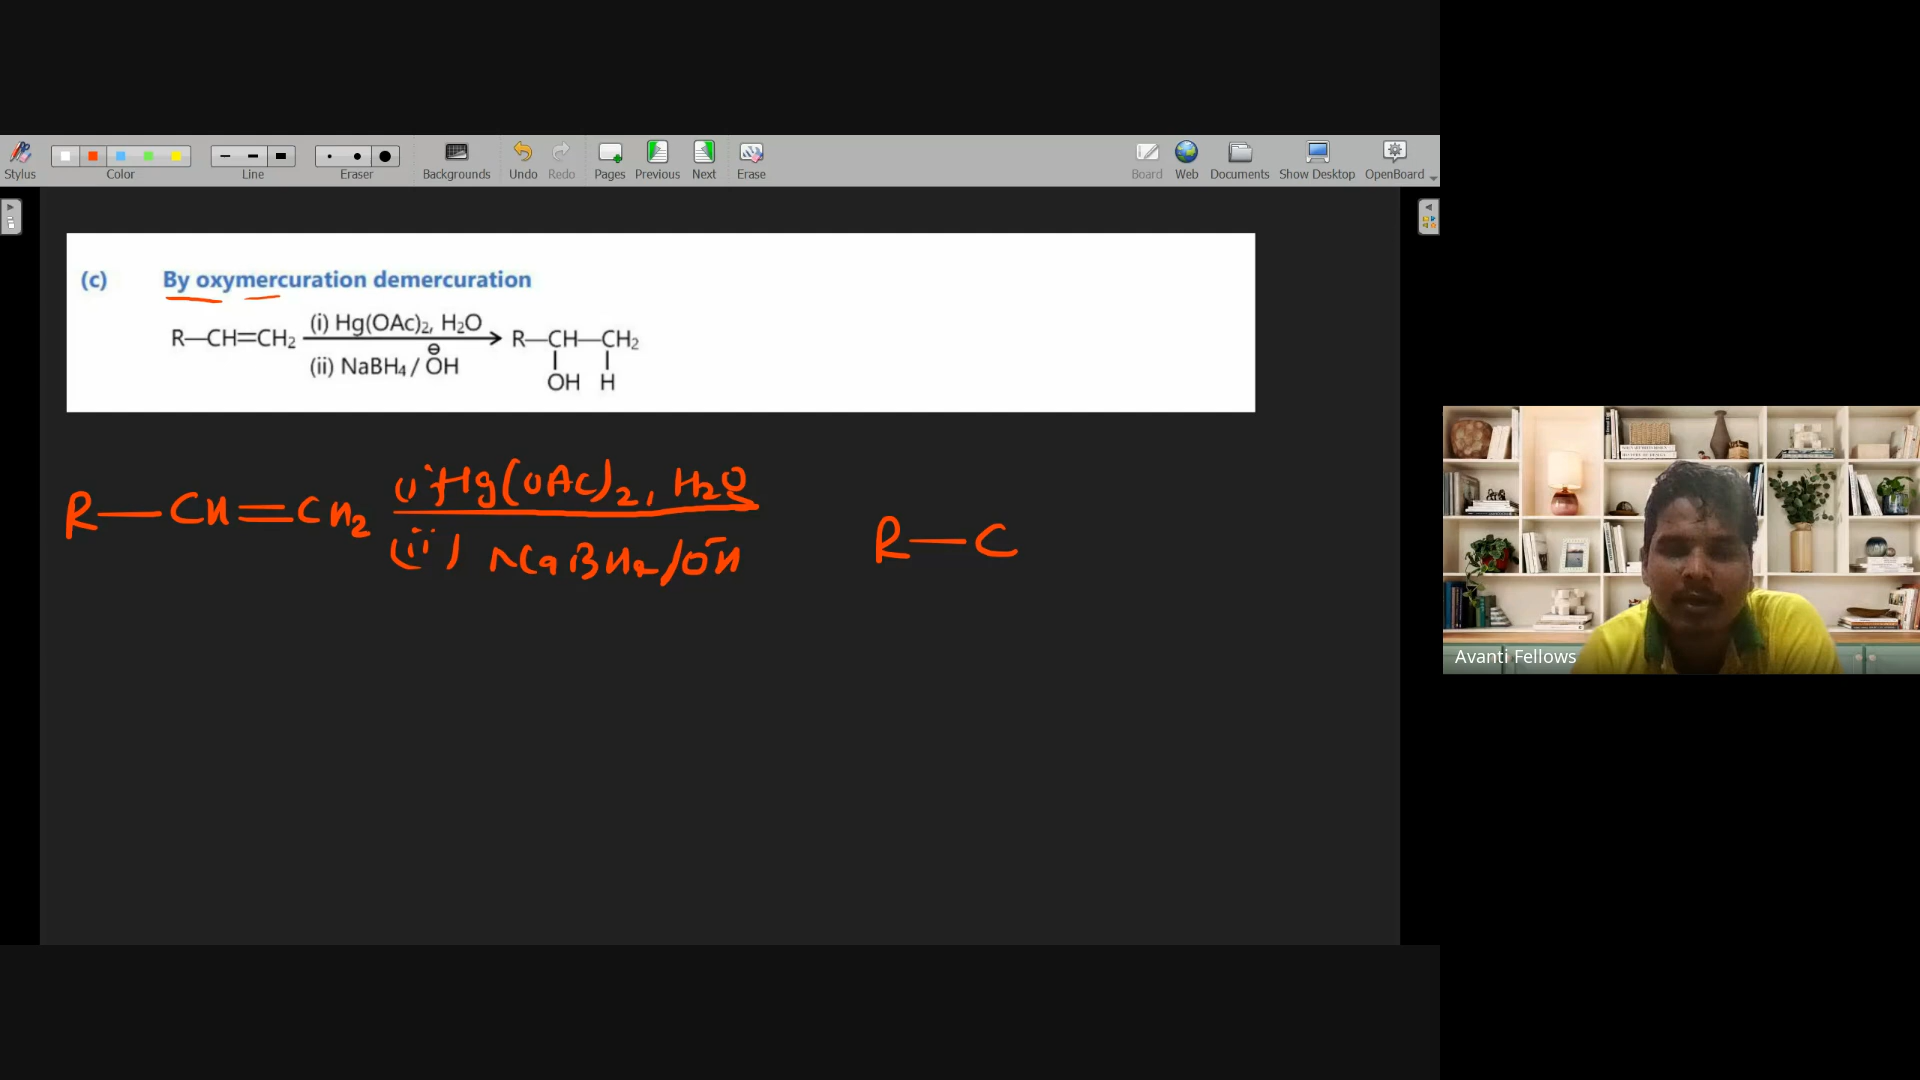 Stylus Color Line Eraser Backgrounds Undo Redo Pages Previous Next Erase Board Web Documents Show Desktop OpenBoard
(c) By oxymercuration demercuration
R—CH=CH₂ (i) Hg(OAc)₂, H₂O R—CH—CH₂
(ii) NaBH₄ / OH⊖
OH H
R—CH=CH₂ (i) Hg(OAc)₂, H₂O
R—C
(ii) NaBH₄/OH⁻
Avanti Fellows